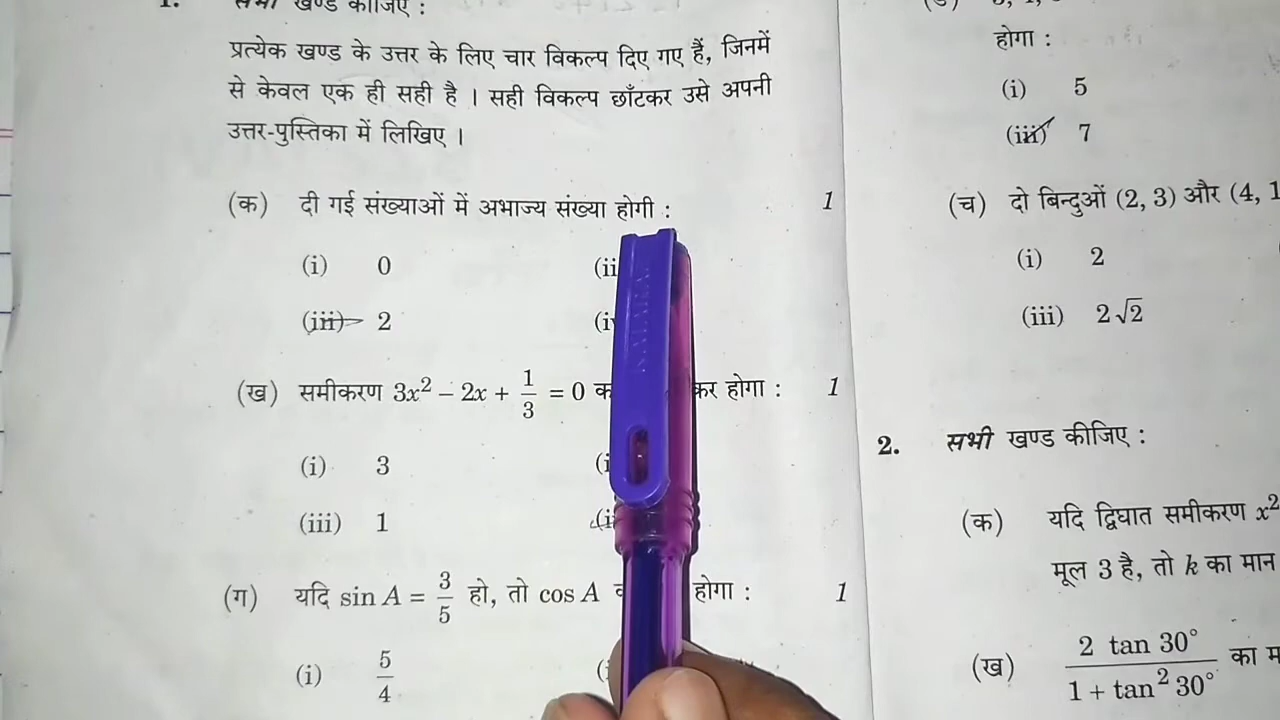 1. सभी खण्ड कीजिए :
प्रत्येक खण्ड के उत्तर के लिए चार विकल्प दिए गए हैं, जिनमें
से केवल एक ही सही है । सही विकल्प छाँटकर उसे अपनी
उत्तर-पुस्तिका में लिखिए ।
(क) दी गई संख्याओं में अभाज्य संख्या होगी : 1
(i) 0 (ii
(iii) 2 (iv
(ख) समीकरण 3x² − 2x + 1/3 = 0 क कर होगा : 1
(i) 3 (i
(iii) 1 (i
(ग) यदि sin A = 3/5 हो, तो cos A होगा : 1
(i) 5/4 (i
होगा :
(i) 5
(iii) 7
(च) दो बिन्दुओं (2, 3) और (4, 1
(i) 2
(iii) 2√2
2. सभी खण्ड कीजिए :
(क) यदि द्विघात समीकरण x²
मूल 3 है, तो k का मान
(ख) 2 tan 30° / 1 + tan² 30° का म